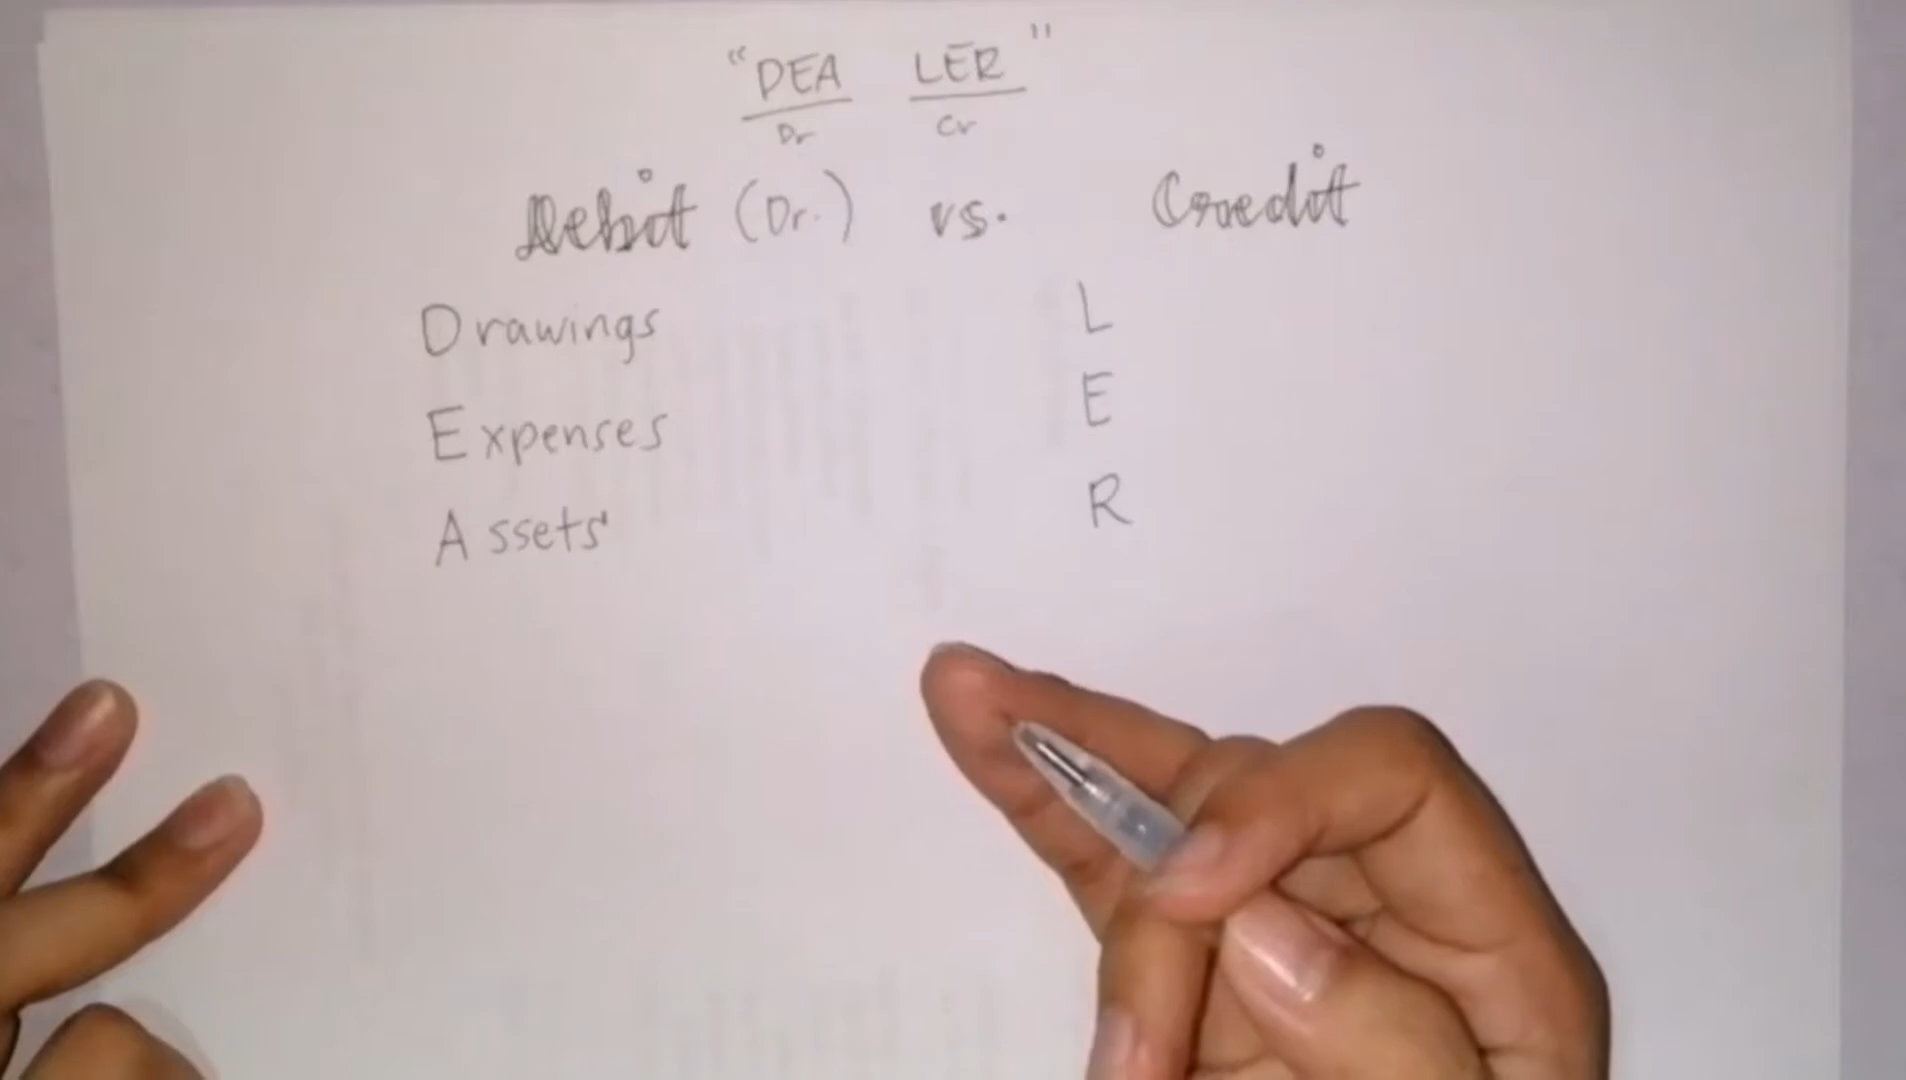 "DEA LER"
Dr Cr
Debit (Dr.) vs. Credit
Drawings L
Expenses E
Assets R